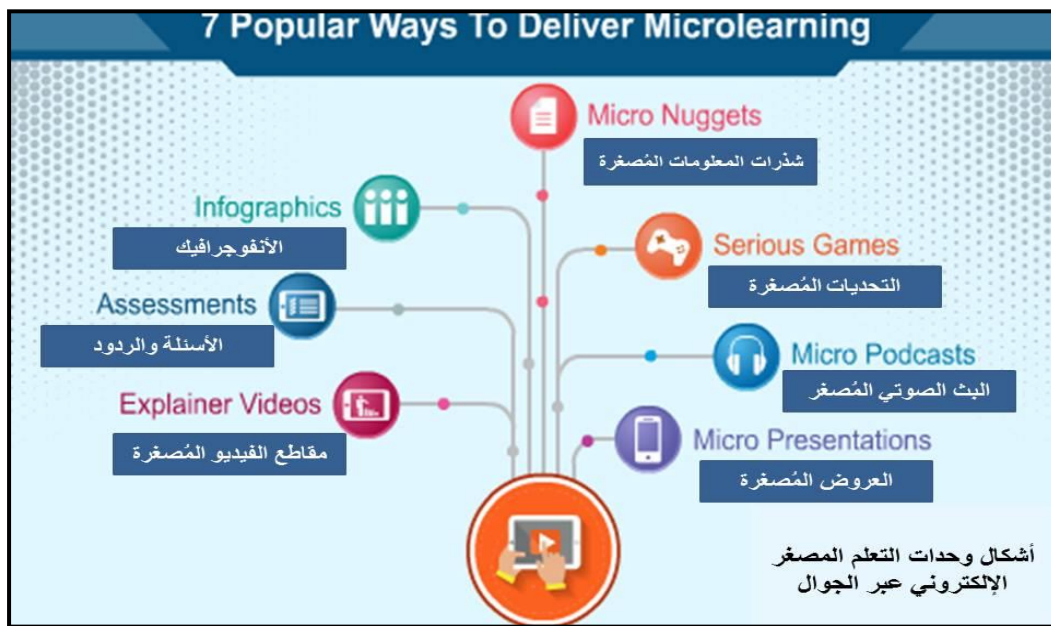 7 Popular Ways To Deliver Microlearning
Micro Nuggets
شذرات المعلومات المُصغرة
Infographics
الأنفوجرافيك
Serious Games
التحديات المُصغرة
Assessments
الأسئلة والردود
Micro Podcasts
البث الصوتي المُصغر
Explainer Videos
مقاطع الفيديو المُصغرة
Micro Presentations
العروض المُصغرة
أشكال وحدات التعلم المصغر
الإلكتروني عبر الجوال